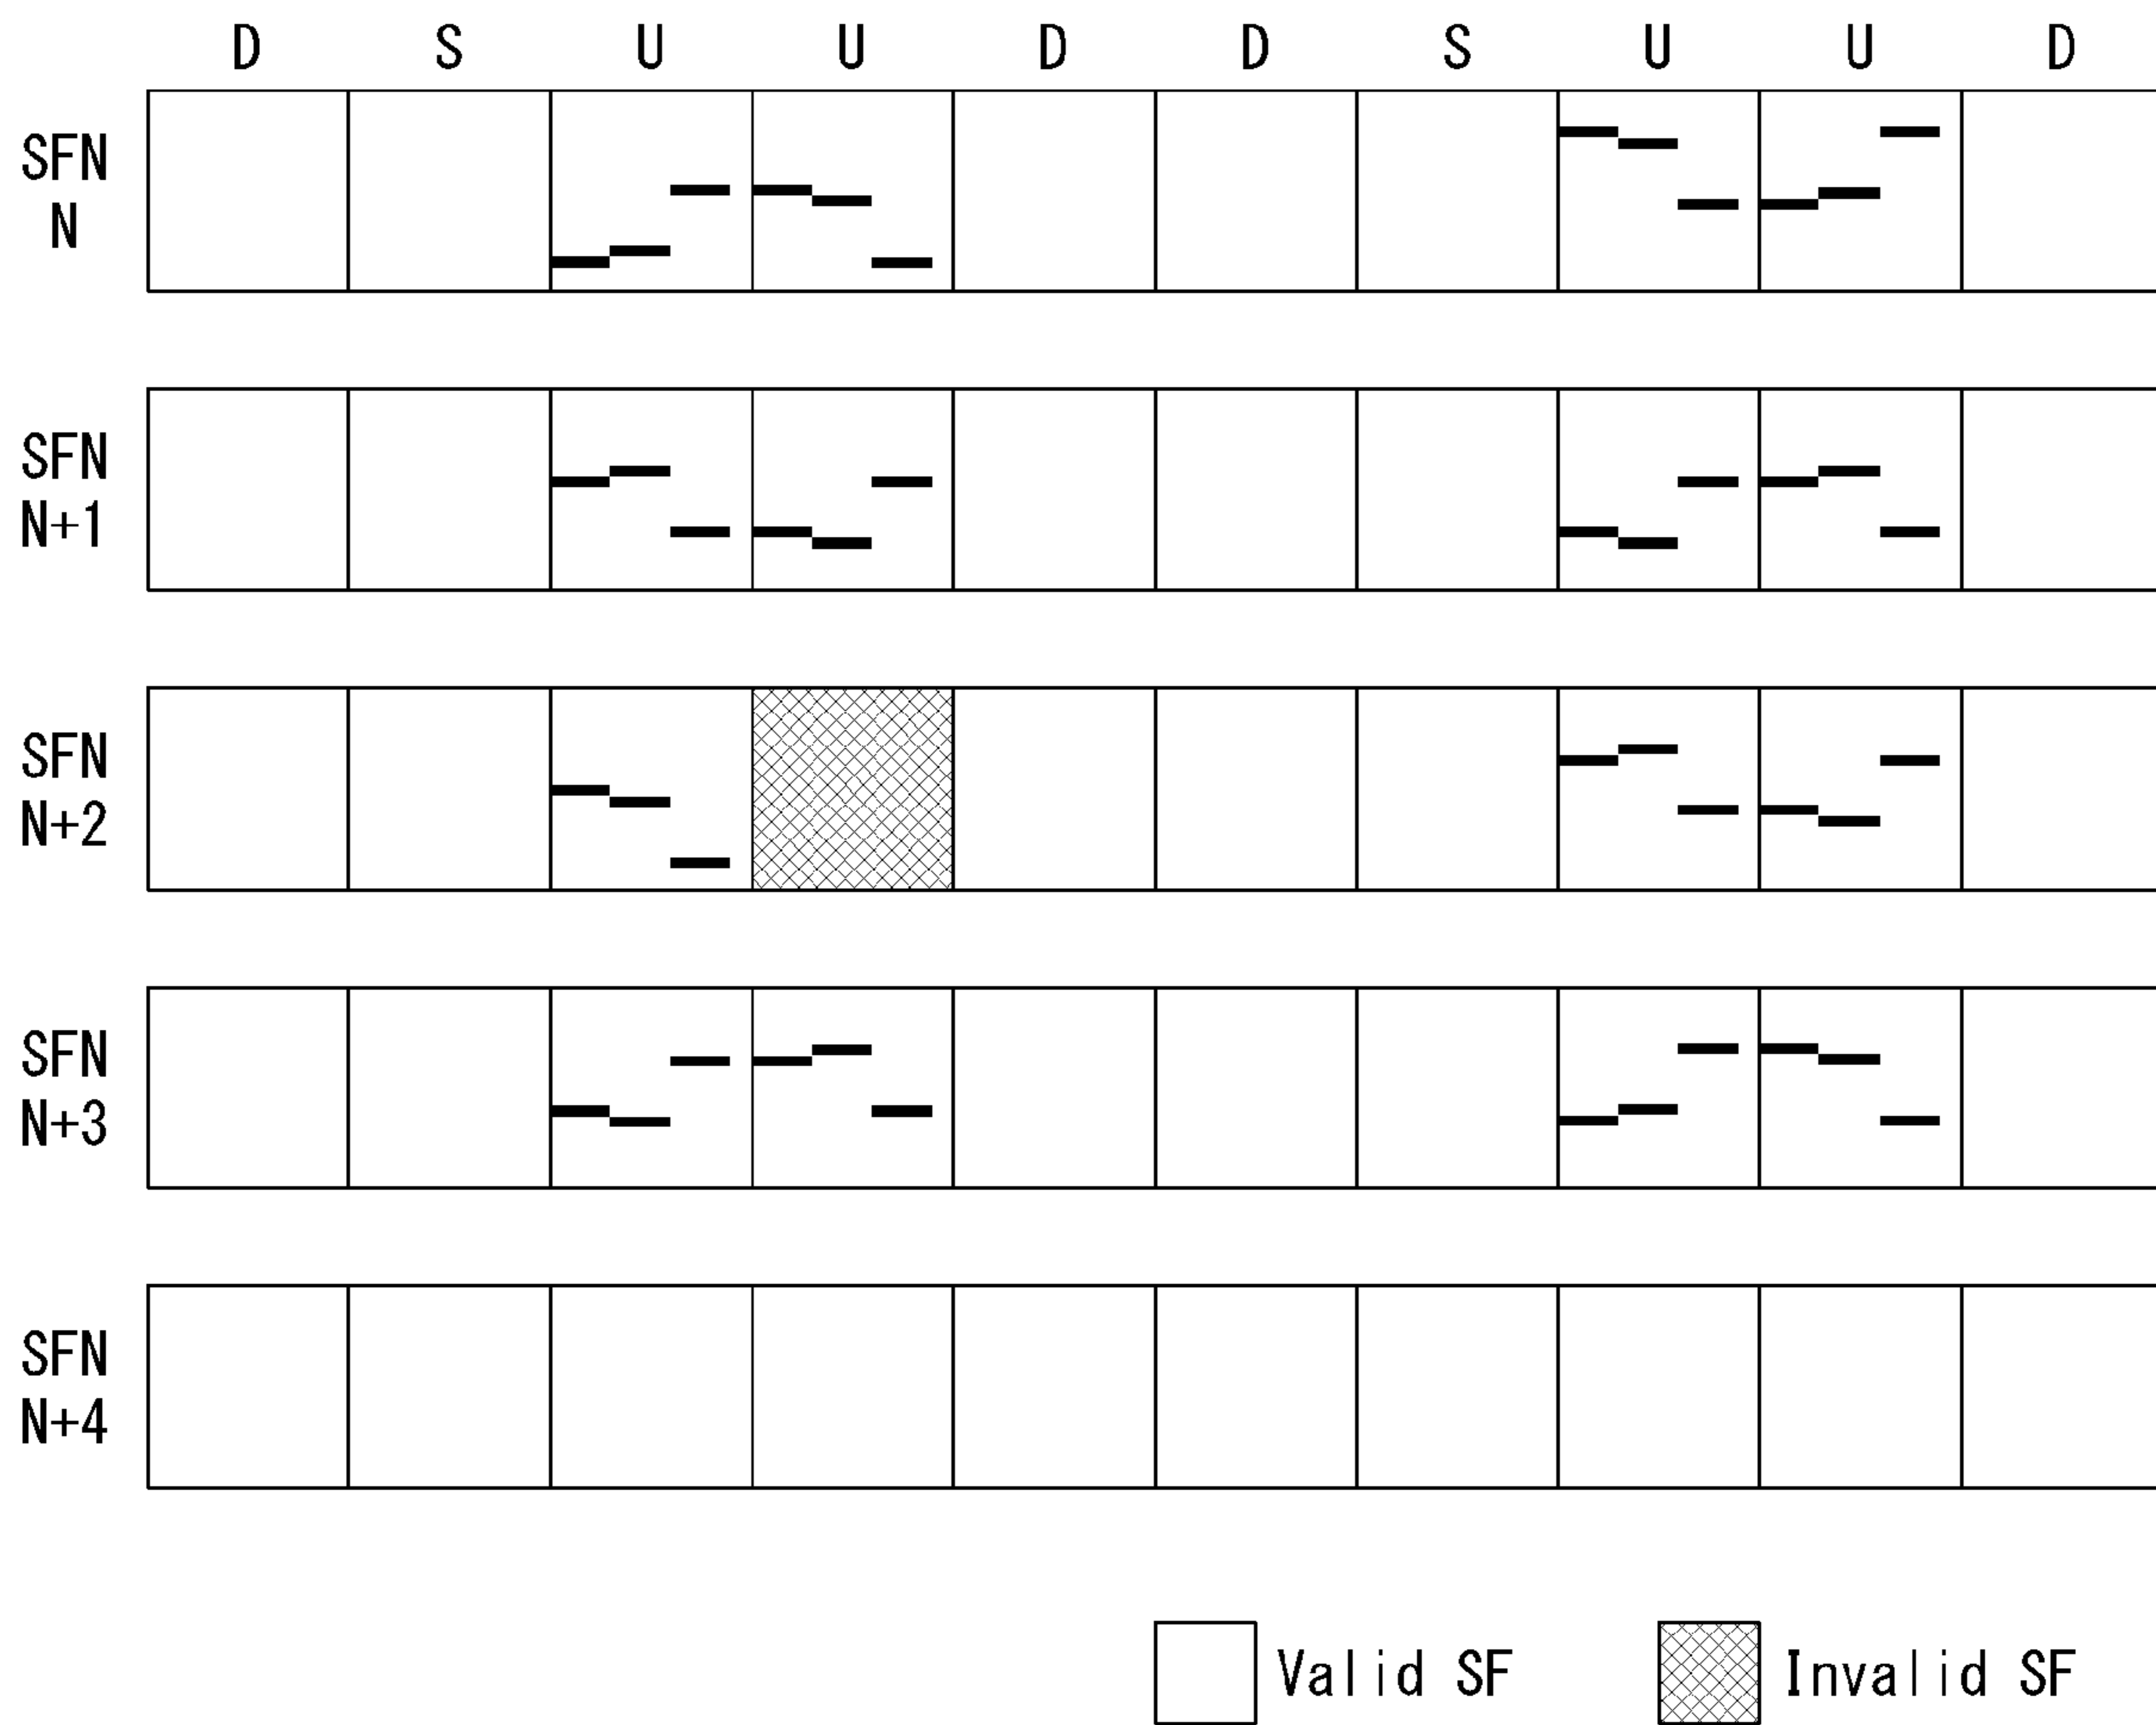 D S U U D D S U U D
SFN
N
SFN
N+1
SFN
N+2
SFN
N+3
SFN
N+4
Valid SF Invalid SF